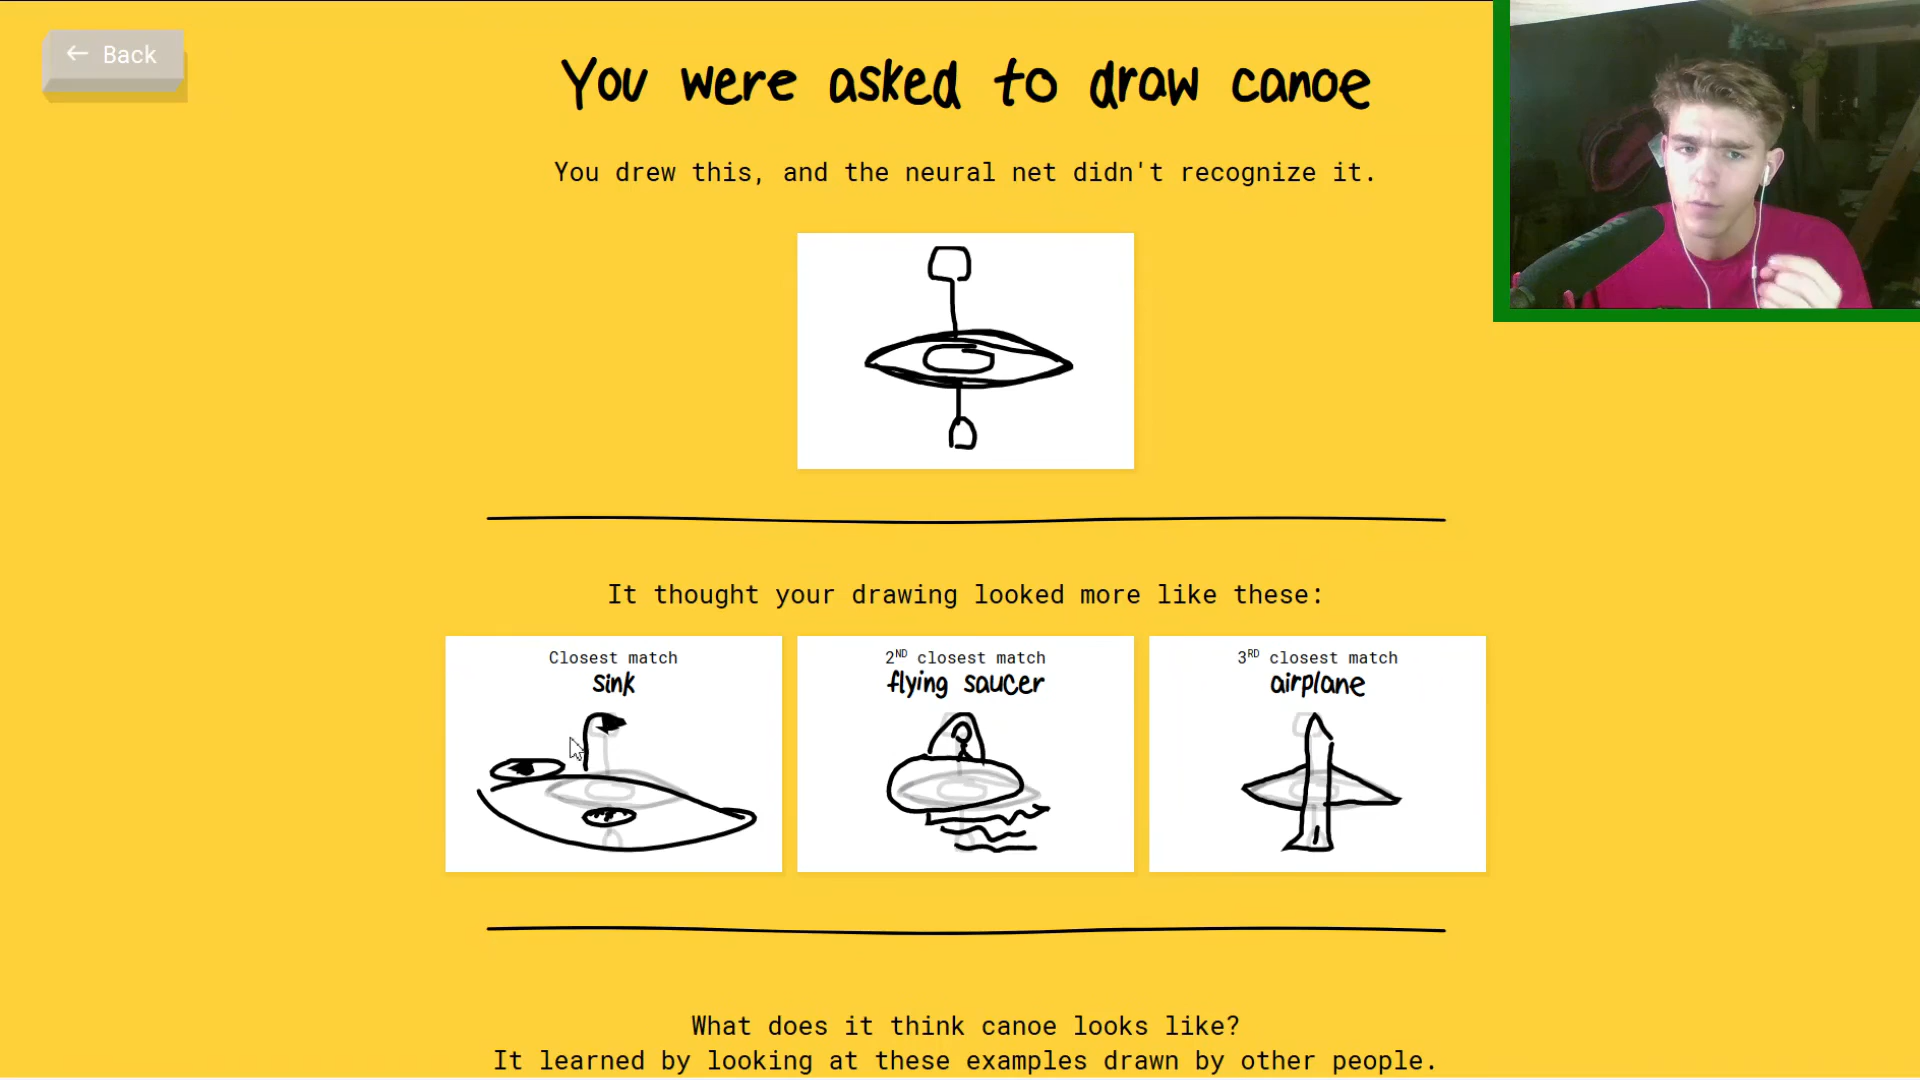 ← Back
You were asked to draw canoe
You drew this, and the neural net didn't recognize it.
It thought your drawing looked more like these:
Closest match
sink
2ND closest match
flying saucer
3RD closest match
airplane
What does it think canoe looks like?
It learned by looking at these examples drawn by other people.